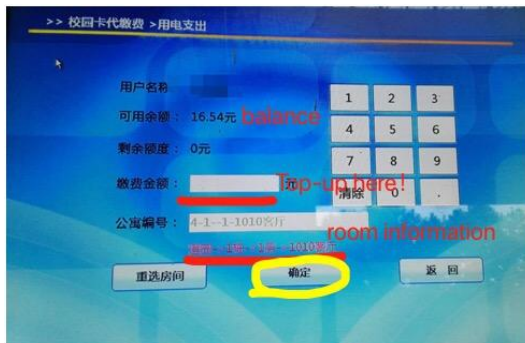 >> 校园卡代缴费 >用电支出
用户名称
可用余额： 16.54元 balance
剩余额度： 0元
缴费金额： 元 Top-up here!
公寓编号： 4-1--1-1010客厅
room information
1 2 3
4 5 6
7 8 9
清除 0 .
重选房间 确定 返 回